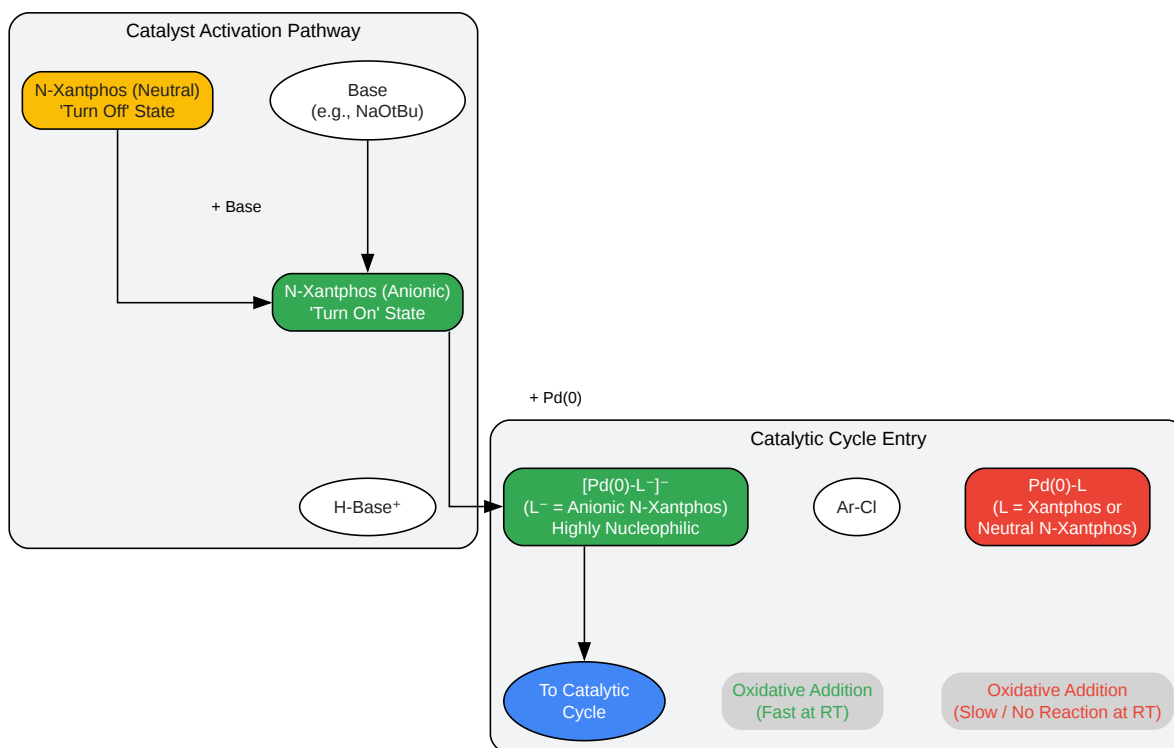 Catalyst Activation Pathway
N-Xantphos (Neutral)
'Turn Off' State
Base
(e.g., NaOtBu)
+ Base
N-Xantphos (Anionic)
'Turn On' State
H-Base⁺
+ Pd(0)
Catalytic Cycle Entry
[Pd(0)-L⁻]⁻
(L⁻ = Anionic N-Xantphos)
Highly Nucleophilic
Ar-Cl
Pd(0)-L
(L = Xantphos or
Neutral N-Xantphos)
To Catalytic
Cycle
Oxidative Addition
(Fast at RT)
Oxidative Addition
(Slow / No Reaction at RT)